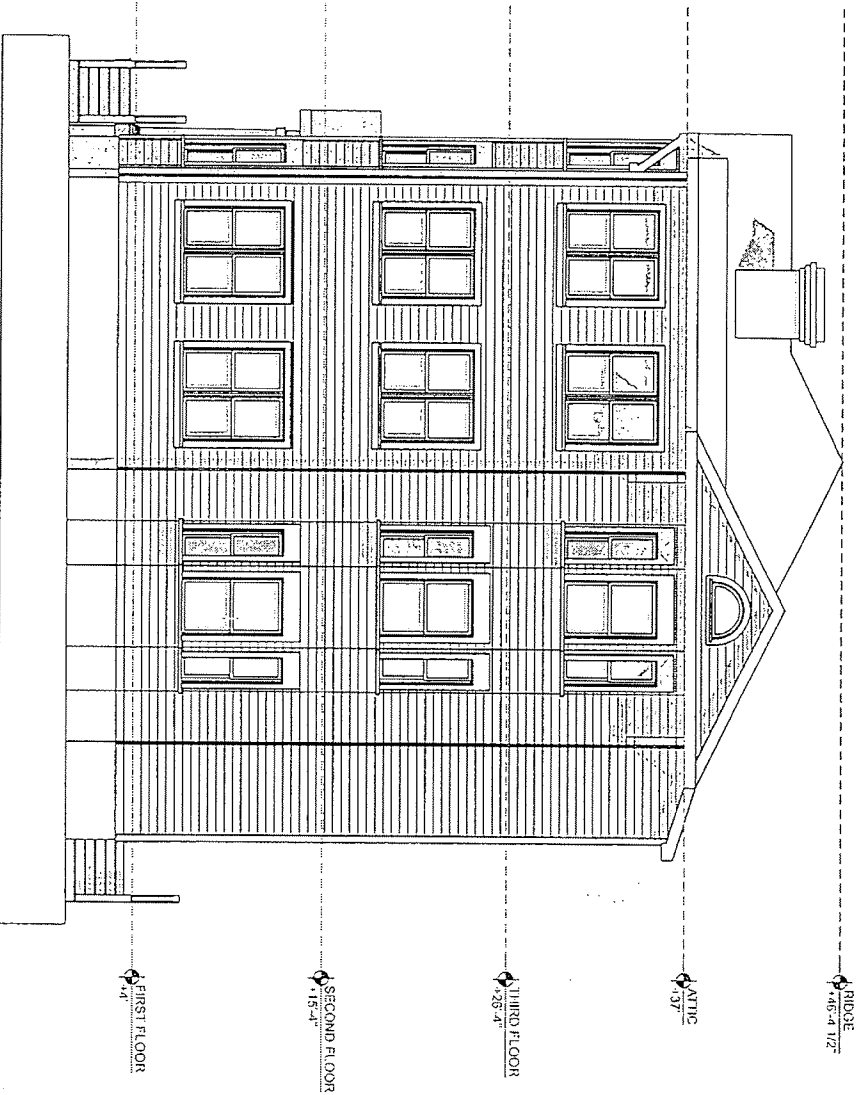 RIDGE
+46'-4 1/2"
ATTIC
+37'
THIRD FLOOR
+26'-4"
SECOND FLOOR
+15'-4"
FIRST FLOOR
+4'